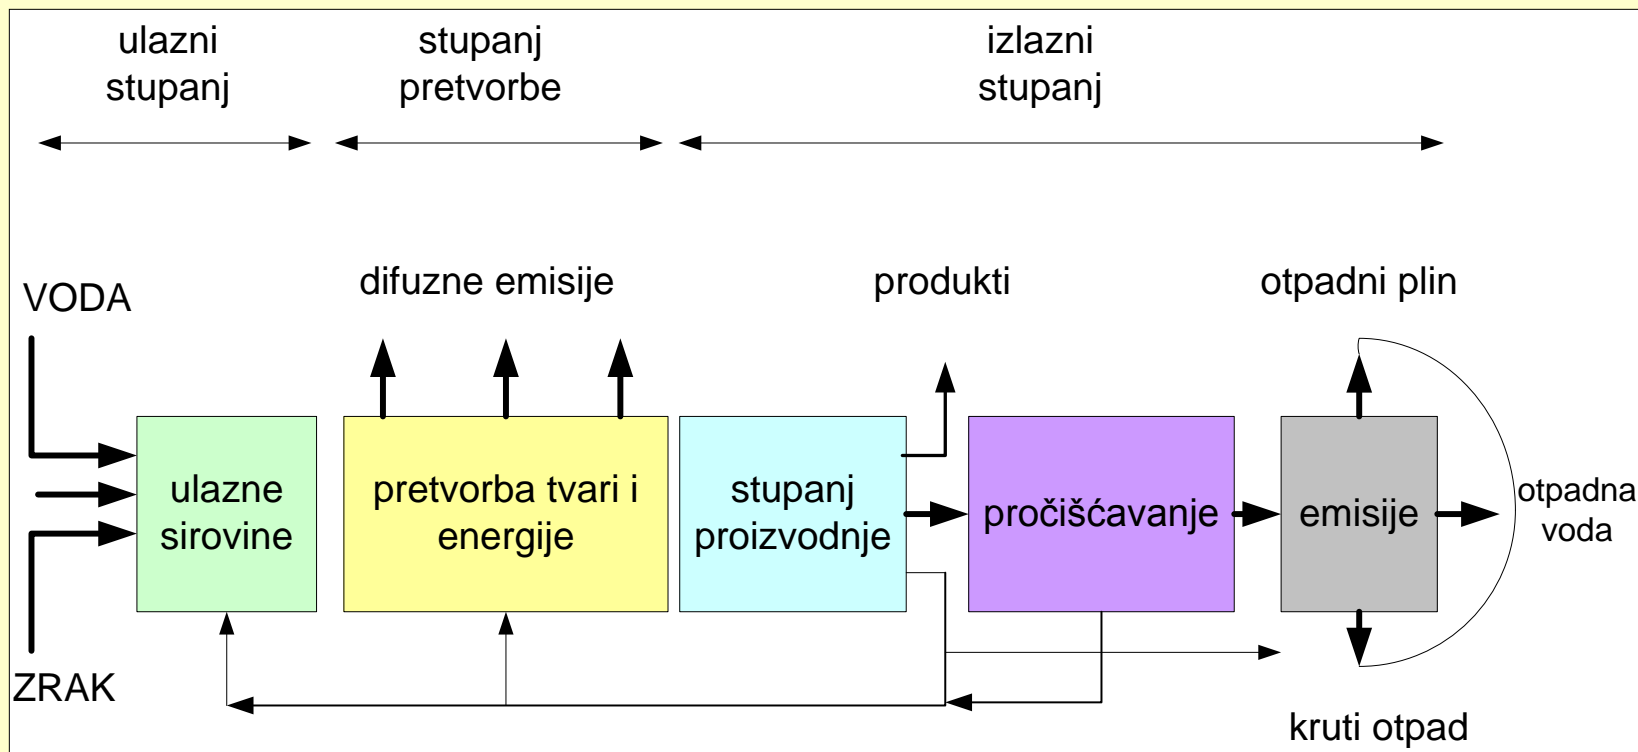 ulazni
stupanj
stupanj
pretvorbe
izlazni
stupanj
VODA
difuzne emisije
produkti
otpadni plin
ulazne
sirovine
pretvorba tvari i
energije
stupanj
proizvodnje
pročišćavanje
emisije
otpadna
voda
ZRAK
kruti otpad